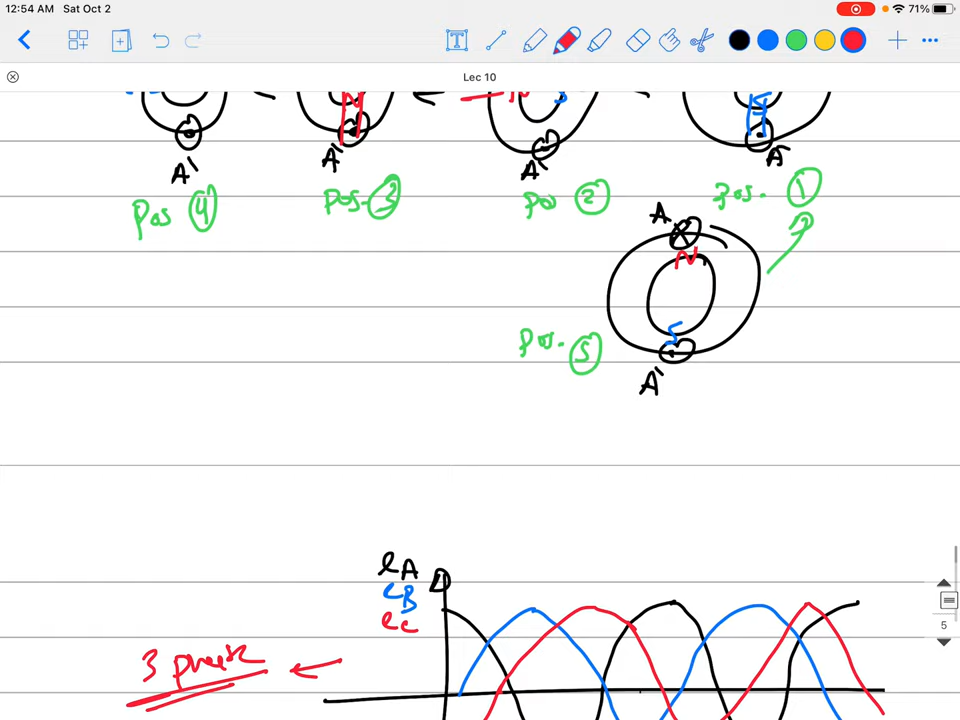 12:54 AM Sat Oct 2 71%
Lec 10
N S
A' A' A' A'
Pos 4 Pos. 3 Pos 2 Pos. 1
A
N
Pos. 5 S
A'
eA
eB
ec
3 phase
5